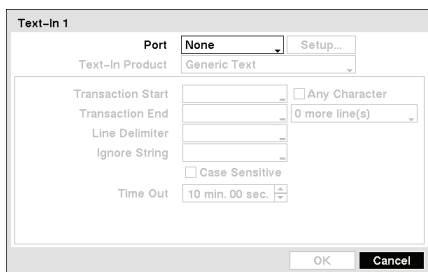 Text-In 1
Port None Setup...
Text-In Product Generic Text
Transaction Start Any Character
Transaction End 0 more line(s)
Line Delimiter
Ignore String
Case Sensitive
Time Out 10 min. 00 sec.
OK Cancel